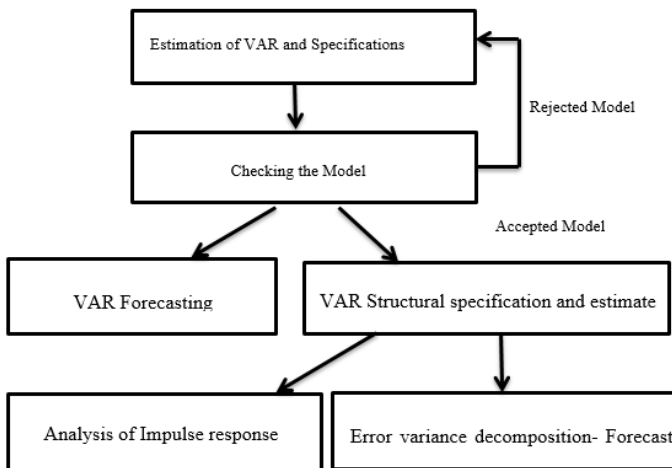 Estimation of VAR and Specifications
Rejected Model
Checking the Model
Accepted Model
VAR Forecasting
VAR Structural specification and estimate
Analysis of Impulse response
Error variance decomposition- Forecast